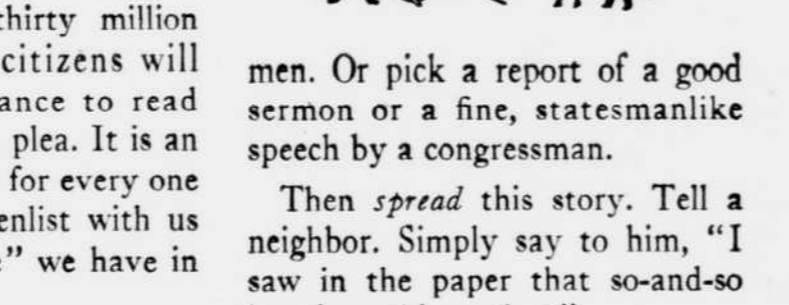 thirty million
citizens will
ance to read
plea. It is an
for every one
enlist with us
" we have in
men. Or pick a report of a good
sermon or a fine, statesmanlike
speech by a congressman.
Then spread this story. Tell a
neighbor. Simply say to him, "I
saw in the paper that so-and-so